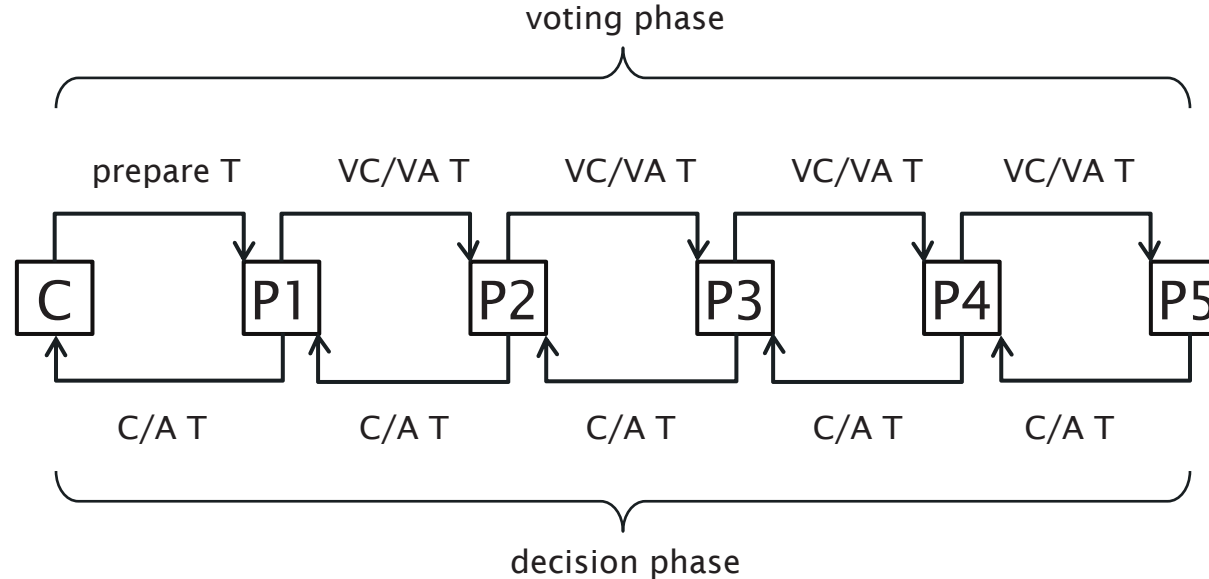 voting phase
prepare T VC/VA T VC/VA T VC/VA T VC/VA T
C P1 P2 P3 P4 P5
C/A T C/A T C/A T C/A T C/A T
decision phase